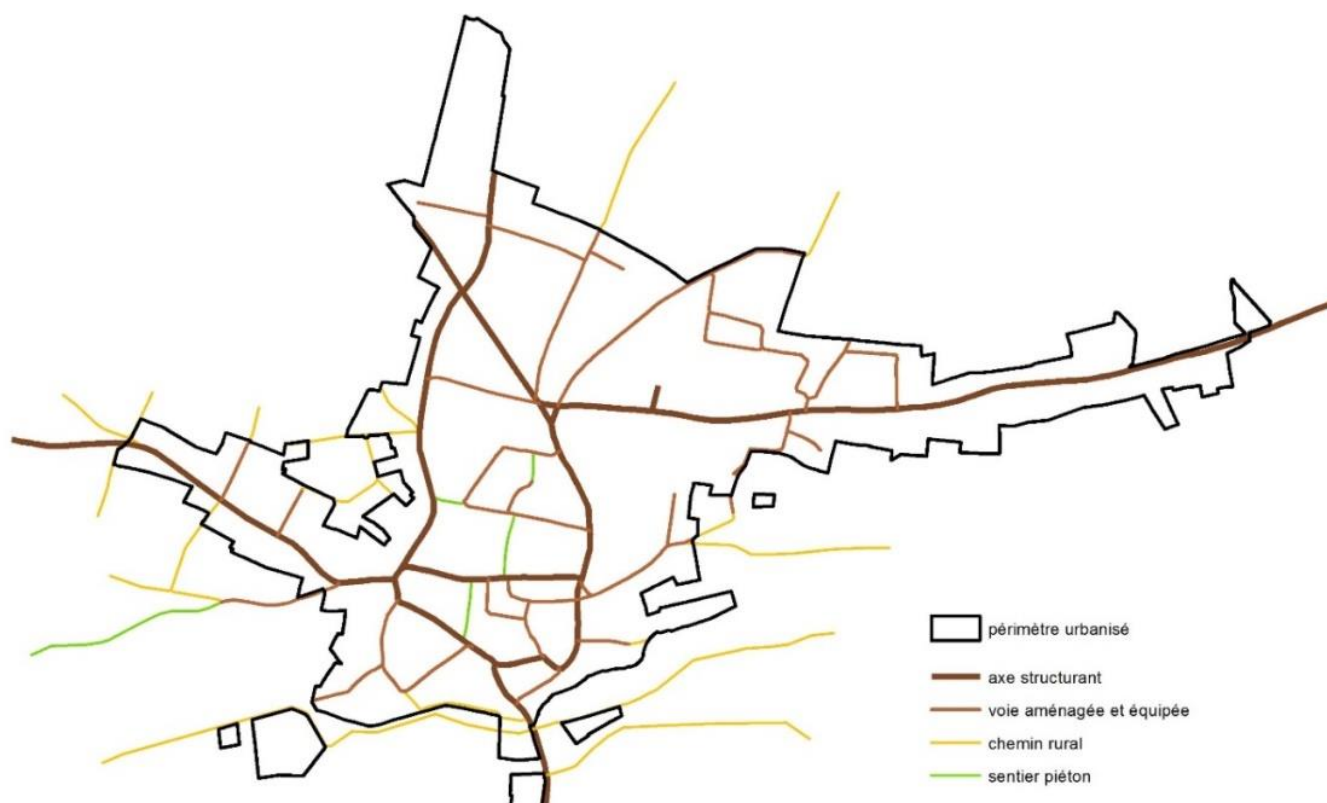 périmètre urbanisé
axe structurant
voie aménagée et équipée
chemin rural
sentier piéton